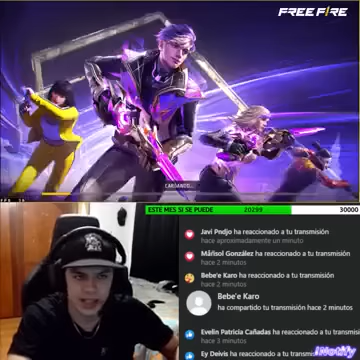 FREE FIRE
CARGANDO...
ESTE MES SI SE PUEDE 20299 30000
Javi Pndjo ha reaccionado a tu transmisión
hace aproximadamente un minuto
Márisol González ha reaccionado a tu transmisión
hace 2 minutos
Bebe'e Karo ha reaccionado a tu transmisión
hace 2 minutos
Bebe'e Karo
ha compartido tu transmisión hace 2 minutos
Evelin Patricia Cañadas ha reaccionado a tu transmisión
hace 3 minutos
Ey Deivis ha reaccionado a tu